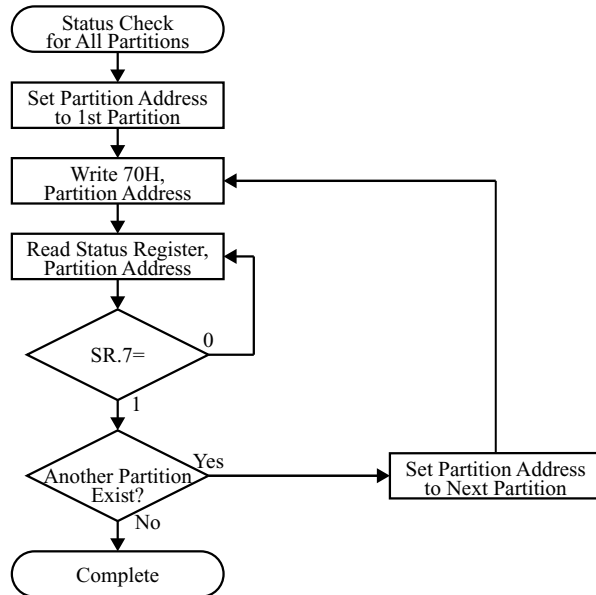 Status Check
for All Partitions
Set Partition Address
to 1st Partition
Write 70H,
Partition Address
Read Status Register,
Partition Address
SR.7=
0
1
Another Partition
Exist?
Yes
Set Partition Address
to Next Partition
No
Complete